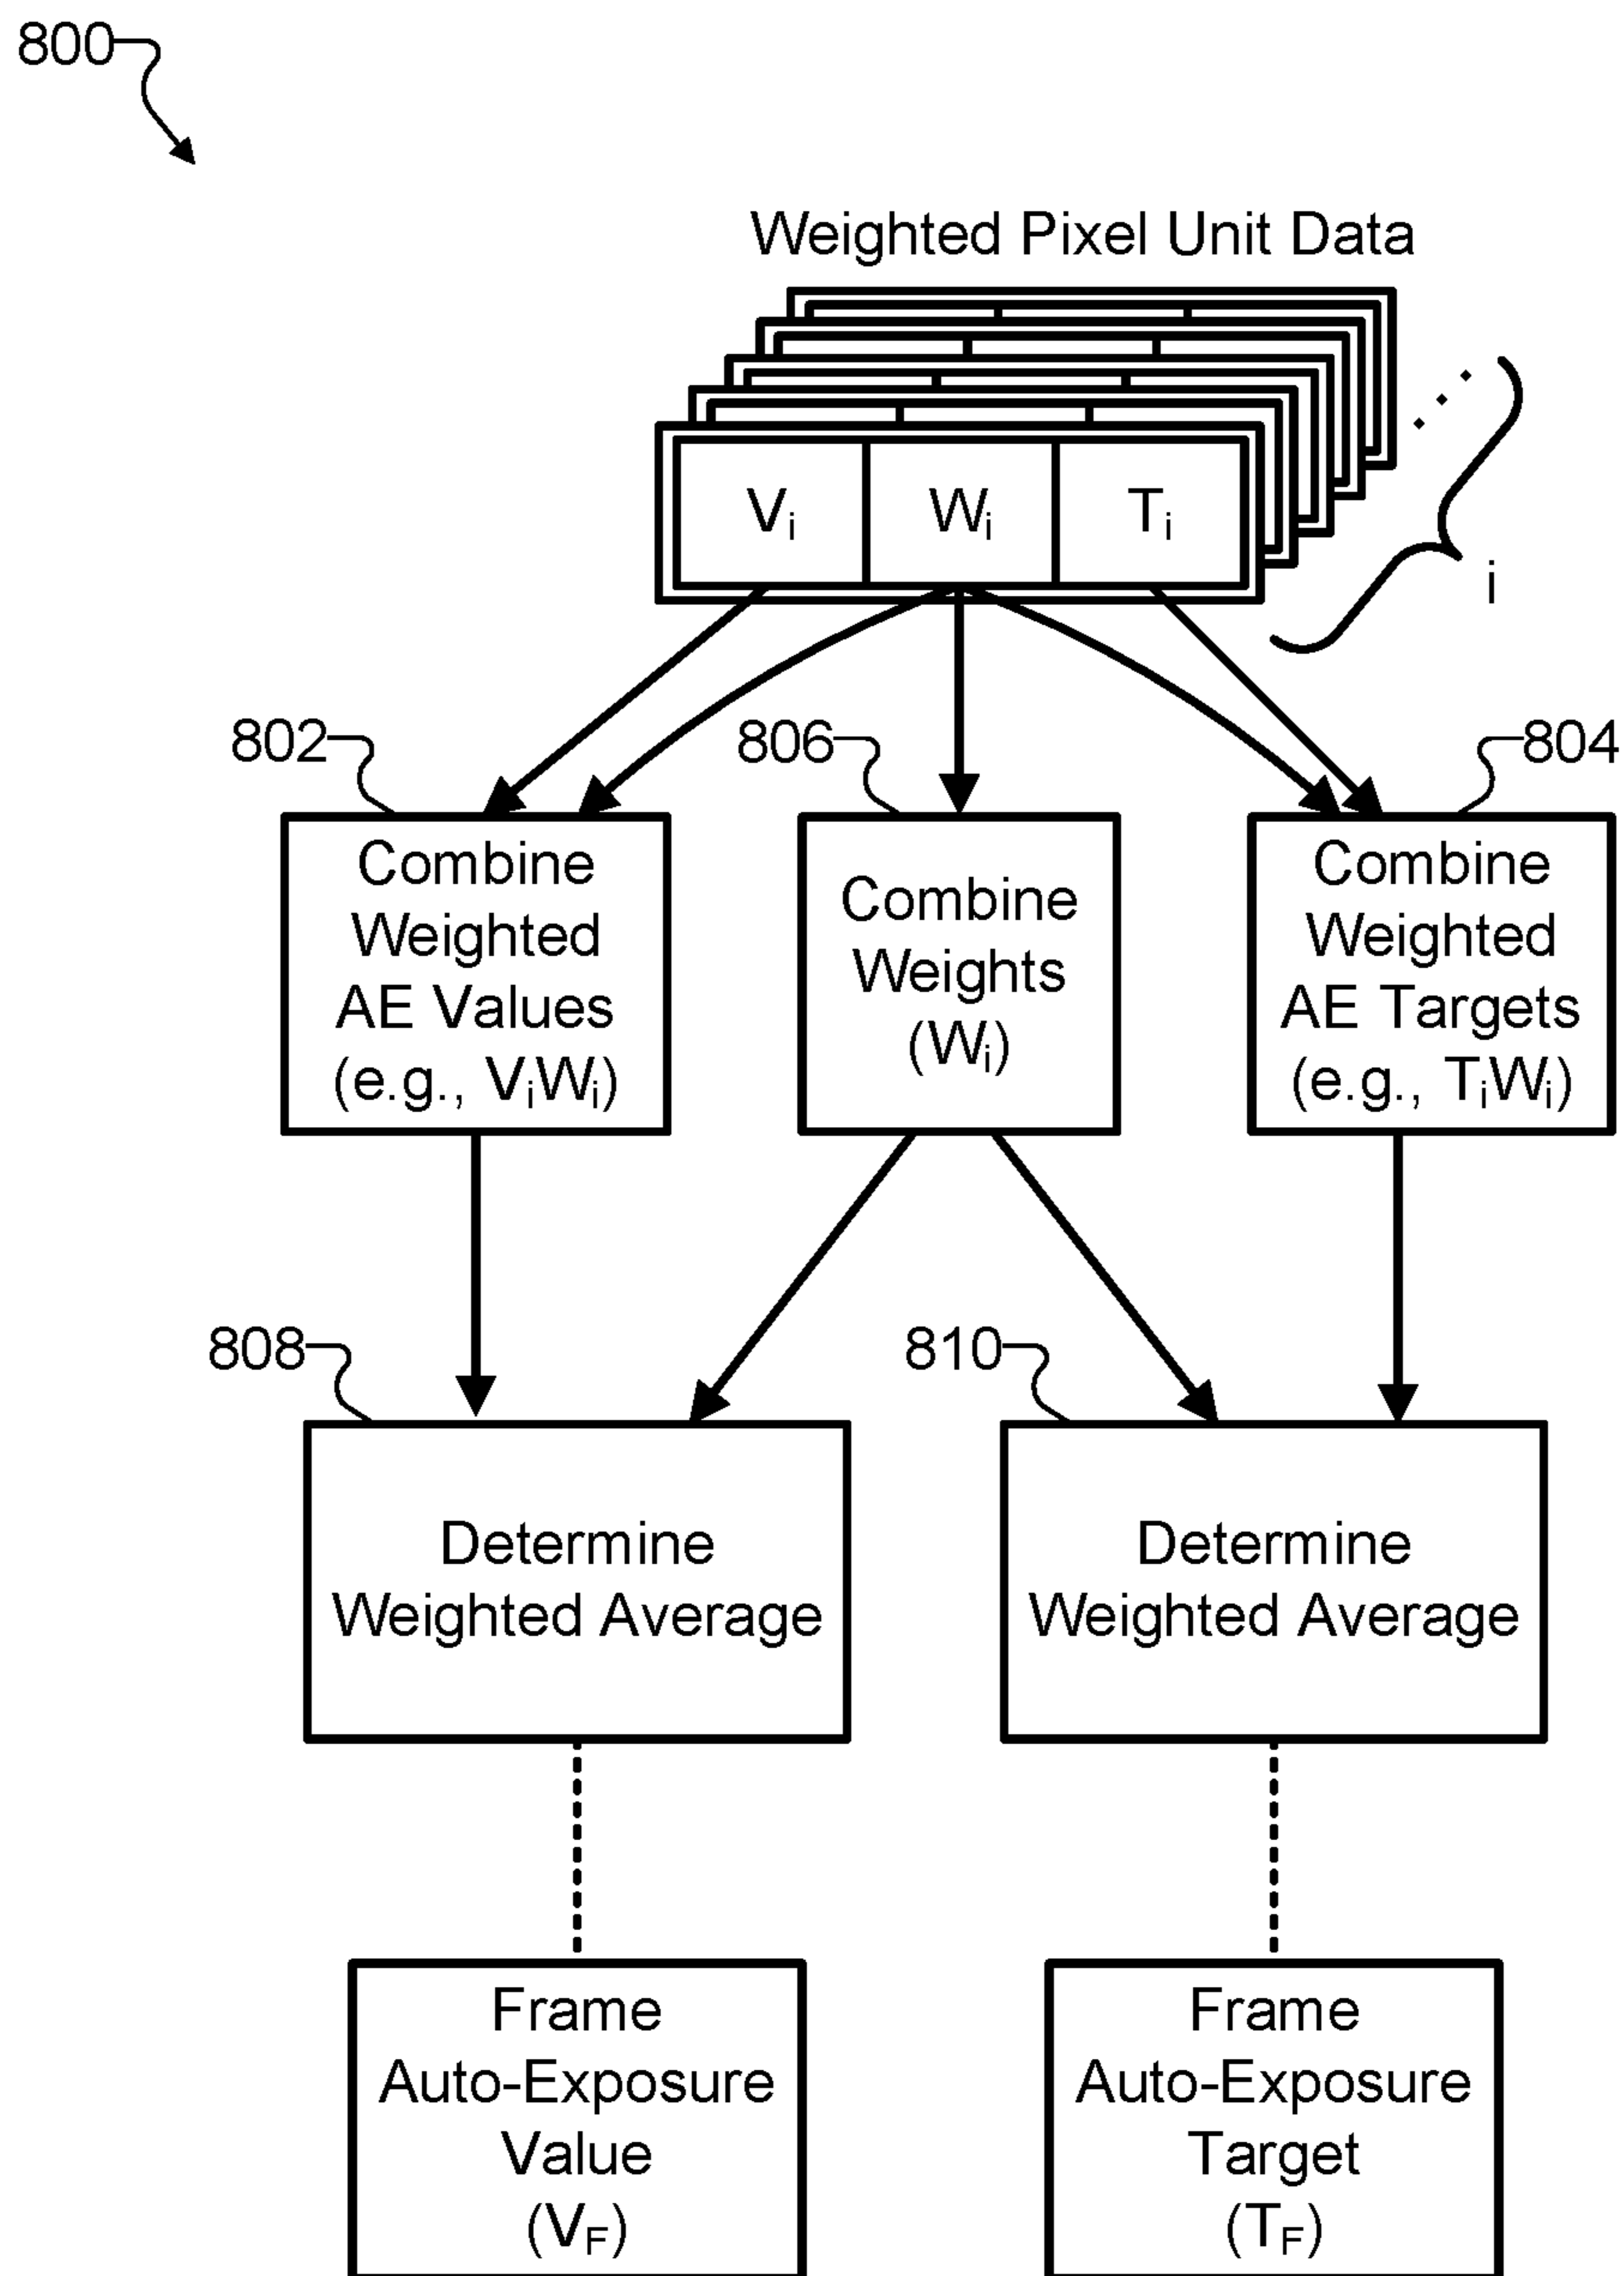 800
Weighted Pixel Unit Data
Vi Wi Ti
i
802
806
804
Combine
Weighted
AE Values
(e.g., ViWi)
Combine
Weights
(Wi)
Combine
Weighted
AE Targets
(e.g., TiWi)
808
810
Determine
Weighted Average
Determine
Weighted Average
Frame
Auto-Exposure
Value
(VF)
Frame
Auto-Exposure
Target
(TF)